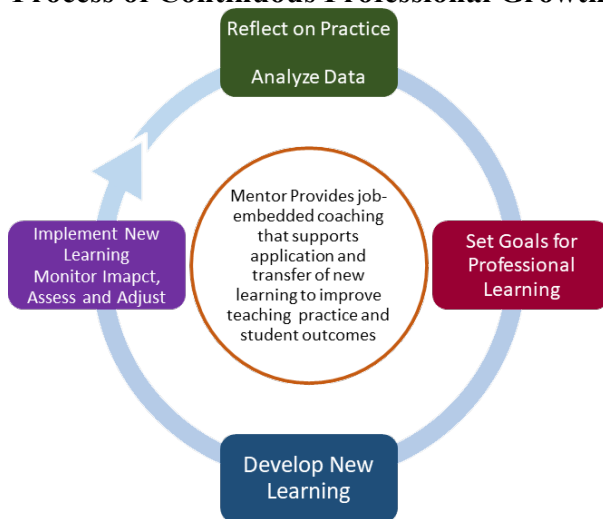 Process of Continuous Professional Growth
Reflect on Practice
Analyze Data
Mentor Provides job-
embedded coaching
that supports
application and
transfer of new
learning to improve
teaching practice and
student outcomes
Implement New
Learning
Monitor Imapct,
Assess and Adjust
Set Goals for
Professional
Learning
Develop New
Learning